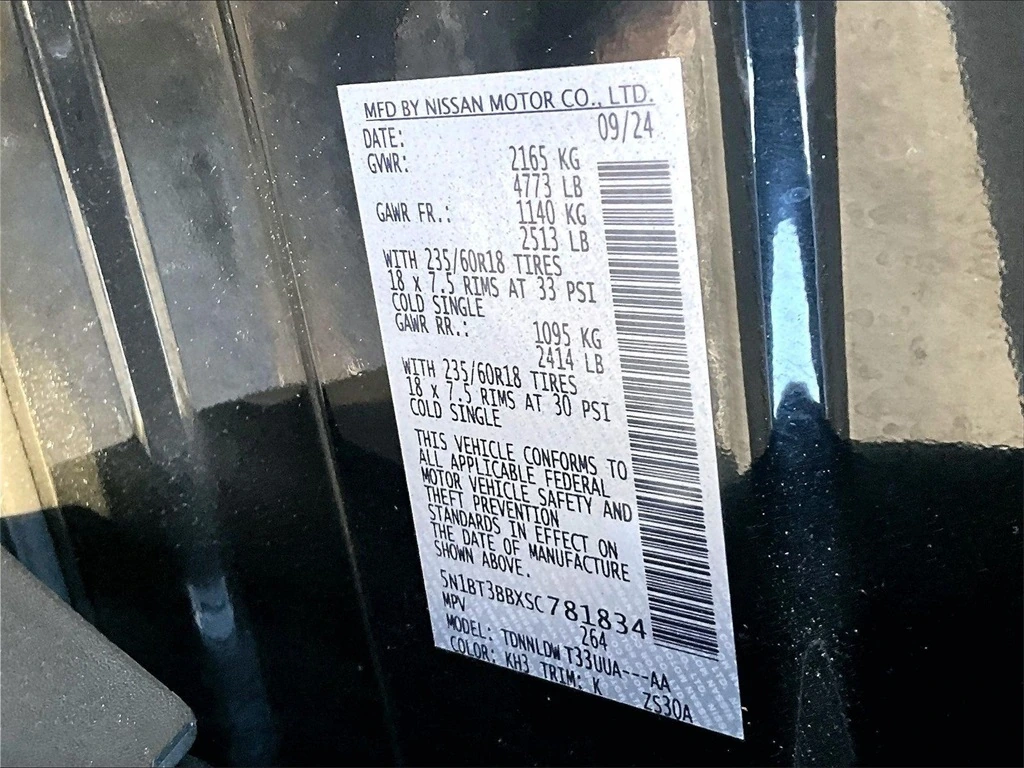 MFD BY NISSAN MOTOR CO., LTD.
DATE: 09/24
GVWR: 2165 KG
4773 LB
GAWR FR.: 1140 KG
2513 LB
WITH 235/60R18 TIRES
18 X 7.5 RIMS AT 33 PSI
COLD SINGLE
GAWR RR.: 1095 KG
2414 LB
WITH 235/60R18 TIRES
18 X 7.5 RIMS AT 30 PSI
COLD SINGLE
THIS VEHICLE CONFORMS TO
ALL APPLICABLE FEDERAL
MOTOR VEHICLE SAFETY AND
THEFT PREVENTION
STANDARDS IN EFFECT ON
THE DATE OF MANUFACTURE
SHOWN ABOVE.
5N1BT3BBXSC781834
MPV 264
MODEL: TDNNLDWT33UUA---AA
COLOR: KH3 TRIM: K ZS30A